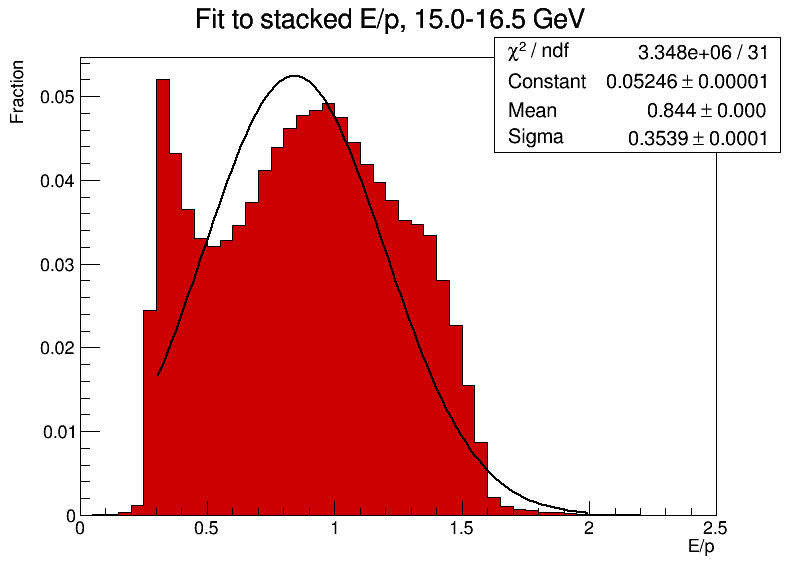 Fit to stacked E/p, 15.0-16.5 GeV
χ² / ndf 3.348e+06 / 31
Constant 0.05246 ± 0.00001
Mean 0.844 ± 0.000
Sigma 0.3539 ± 0.0001
Fraction
0.05
0.04
0.03
0.02
0.01
0
0 0.5 1 1.5 2 2.5
E/p